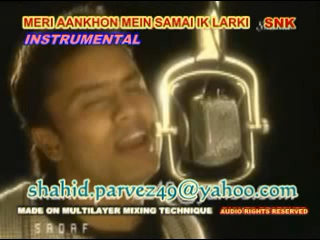 MERI AANKHON MEIN SAMAI IK LARKI SNK
INSTRUMENTAL
shahid.parvez49@yahoo.com
MADE ON MULTILAYER MIXING TECHNIQUE AUDIO RIGHTS RESERVED
SADAF